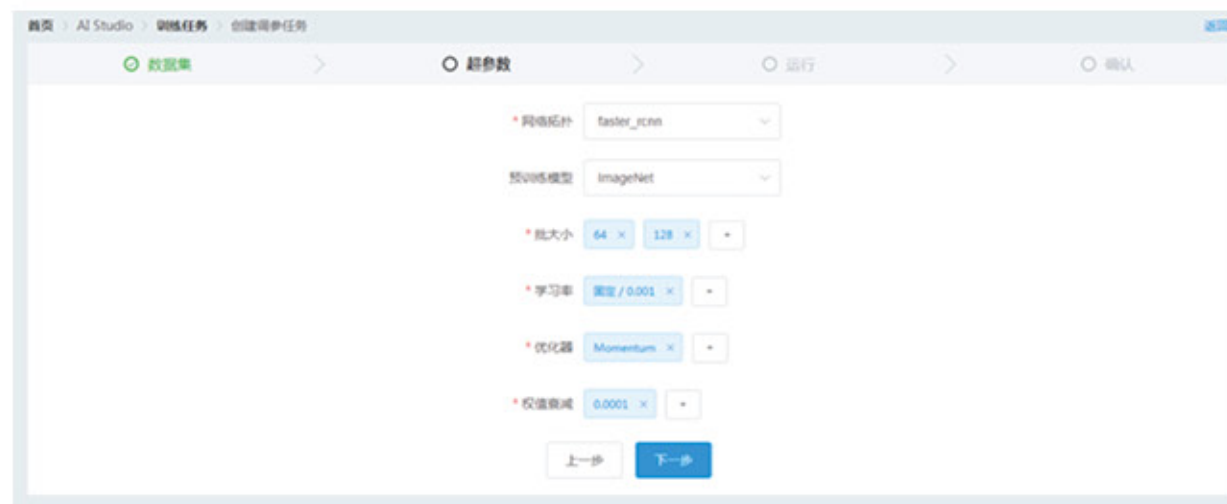 首页 > AI Studio > 训练任务 > 创建调参任务 返回
数据集 > 超参数 > 运行 > 确认
* 网络拓扑 faster_rcnn
预训练模型 ImageNet
* 批大小 64 × 128 × +
* 学习率 固定 / 0.001 × +
* 优化器 Momentum × +
* 权值衰减 0.0001 × +
上一步 下一步